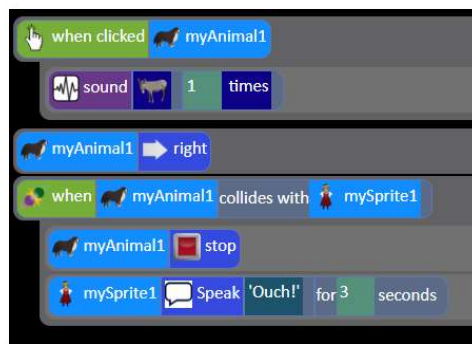 when clicked myAnimal1
sound 1 times
myAnimal1 right
when myAnimal1 collides with mySprite1
myAnimal1 stop
mySprite1 Speak 'Ouch!' for 3 seconds